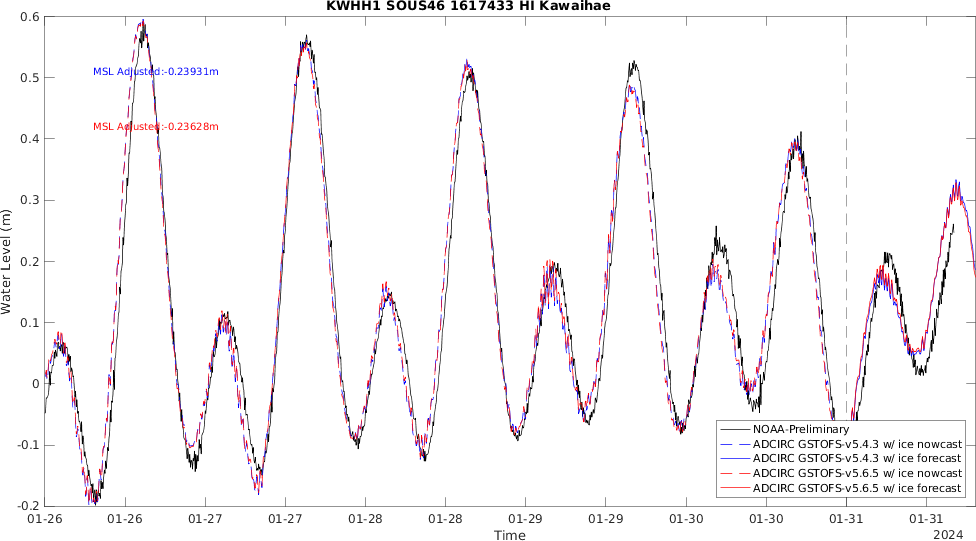 KWHH1 SOUS46 1617433 HI Kawaihae
0.6
0.5
0.4
0.3
0.2
0.1
0
-0.1
-0.2
Water Level (m)
MSL Adjusted:-0.23931m
MSL Adjusted:-0.23628m
NOAA-Preliminary
ADCIRC GSTOFS-v5.4.3 w/ ice nowcast
ADCIRC GSTOFS-v5.4.3 w/ ice forecast
ADCIRC GSTOFS-v5.6.5 w/ ice nowcast
ADCIRC GSTOFS-v5.6.5 w/ ice forecast
01-26 01-26 01-27 01-27 01-28 01-28 01-29 01-29 01-30 01-30 01-31 01-31
2024
Time